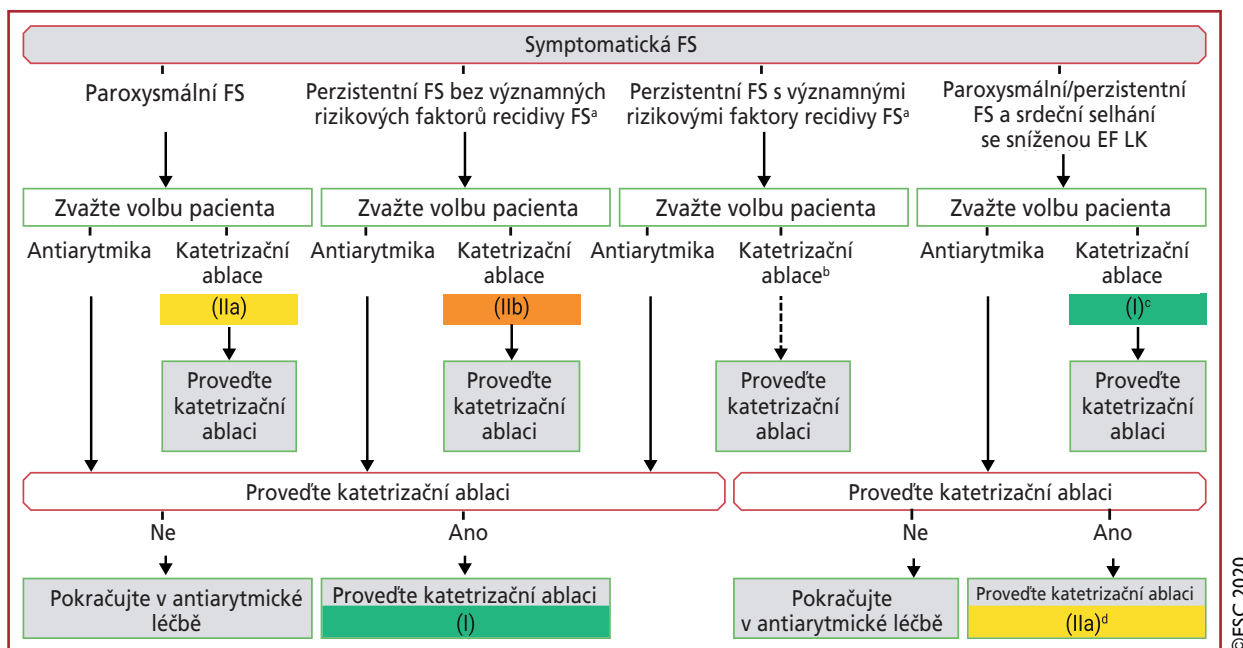 Symptomatická FS
Paroxysmální FS
Perzistentní FS bez významných
rizikových faktorů recidivy FSᵃ
Perzistentní FS s významnými
rizikovými faktory recidivy FSᵃ
Paroxysmální/perzistentní
FS a srdeční selhání
se sníženou EF LK
Zvažte volbu pacienta
Zvažte volbu pacienta
Zvažte volbu pacienta
Zvažte volbu pacienta
Antiarytmika
Katetrizační
ablace
(IIa)
Antiarytmika
Katetrizační
ablace
(IIb)
Antiarytmika
Katetrizační
ablaceᵇ
Antiarytmika
Katetrizační
ablace
(I)ᶜ
Proveďte
katetrizační
ablaci
Proveďte
katetrizační
ablaci
Proveďte
katetrizační
ablaci
Proveďte
katetrizační
ablaci
Proveďte katetrizační ablaci
Proveďte katetrizační ablaci
Ne
Ano
Ne
Ano
Pokračujte v antiarytmické
léčbě
Proveďte katetrizační ablaci
(I)
Pokračujte
v antiarytmické léčbě
Proveďte katetrizační ablaci
(IIa)ᵈ
©ESC 2020